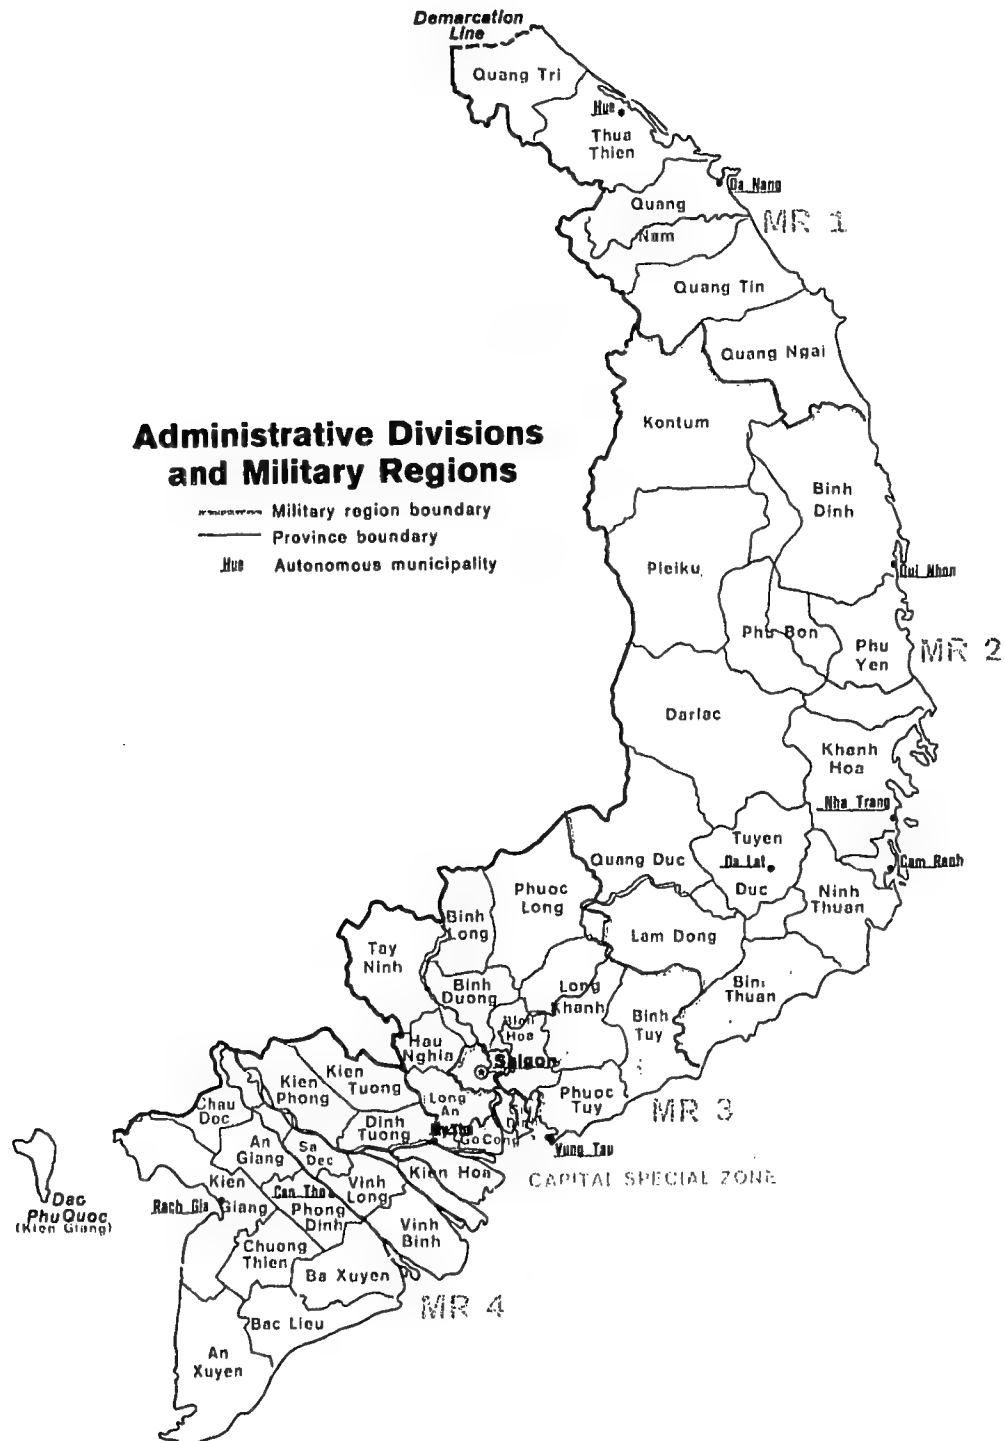 Demarcation
Line
Quang Tri
Hue
Thua
Thien
Da Nang
Quang
Nam
MR 1
Quang Tin
Quang Ngai
Administrative Divisions
and Military Regions
Military region boundary
Province boundary
Hue Autonomous municipality
Kontum
Binh
Dinh
Pleiku
Qui Nhon
Phu Bon
Phu
Yen
MR 2
Darlac
Khanh
Hoa
Nha Trang
Tuyen
Da Lat
Duc
Cam Ranh
Quang Duc
Ninh
Thuan
Phuoc
Long
Binh
Long
Lam Dong
Tay
Ninh
Binh
Duong
Long
Khanh
Thuan
Binh
Tuy
Hoa
Hau
Nghia
Saigon
Kien
Tuong
Kien
Phong
Long
An
Phuoc
Tuy
MR 3
Chau
Doc
Dinh
Tuong
My Tho
Go Cong
Vung Tau
An
Giang
Sa
Dec
Kien Hoa
CAPITAL SPECIAL ZONE
Kien
Giang
Can Tho
Vinh
Long
Rach Gia
Phong
Dinh
Dao
Phu Quoc
(Kien Giang)
Vinh
Binh
Chuong
Thien
Ba Xuyen
MR 4
Bac Lieu
An
Xuyen